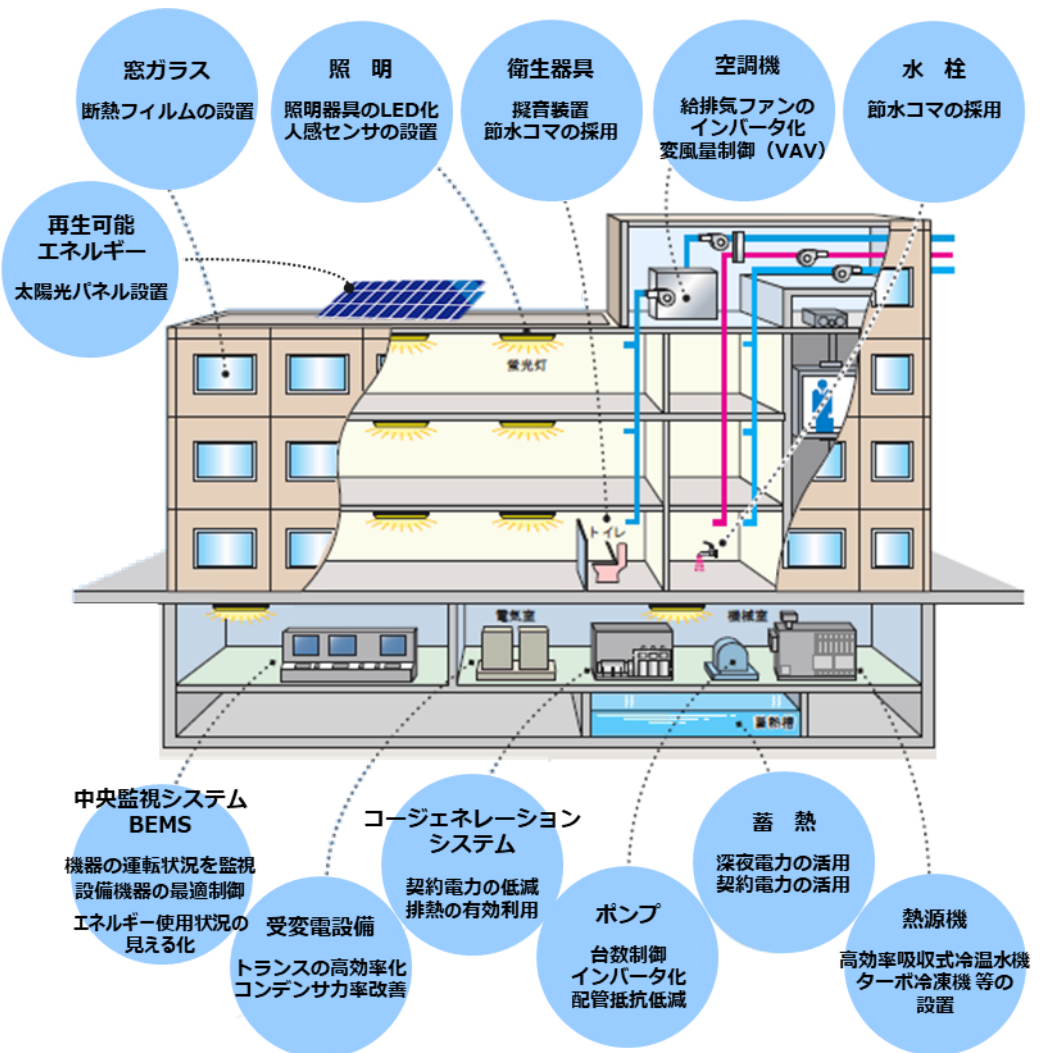 窓ガラス
断熱フィルムの設置
照　明
照明器具のLED化
人感センサの設置
衛生器具
擬音装置
節水コマの採用
空調機
給排気ファンの
インバータ化
変風量制御（VAV）
水　栓
節水コマの採用
再生可能
エネルギー
太陽光パネル設置
蛍光灯
トイレ
電気室
機械室
蓄熱槽
中央監視システム
BEMS
機器の運転状況を監視
設備機器の最適制御
エネルギー使用状況の
見える化
受変電設備
トランスの高効率化
コンデンサ力率改善
コージェネレーション
システム
契約電力の低減
排熱の有効利用
ポンプ
台数制御
インバータ化
配管抵抗低減
蓄　熱
深夜電力の活用
契約電力の活用
熱源機
高効率吸収式冷温水機
ターボ冷凍機 等の
設置